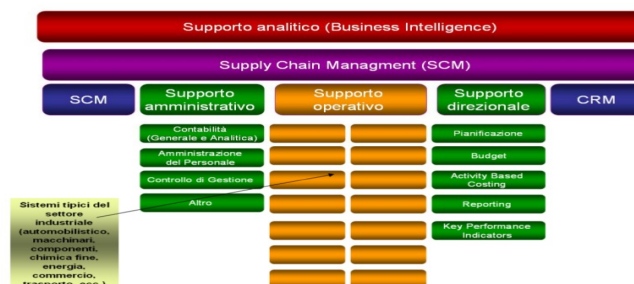 Supporto analitico (Business Intelligence)
Supply Chain Managment (SCM)
SCM
Supporto
amministrativo
Supporto
operativo
Supporto
direzionale
CRM
Contabilità
(Generale e Analitica)
Amministrazione
del Personale
Controllo di Gestione
Altro
Pianificazione
Budget
Activity Based
Costing
Reporting
Key Performance
Indicators
Sistemi tipici del
settore
industriale
(automobilistico,
macchinari,
componenti,
chimica fine,
energia,
commercio,
trasporto, ecc.)